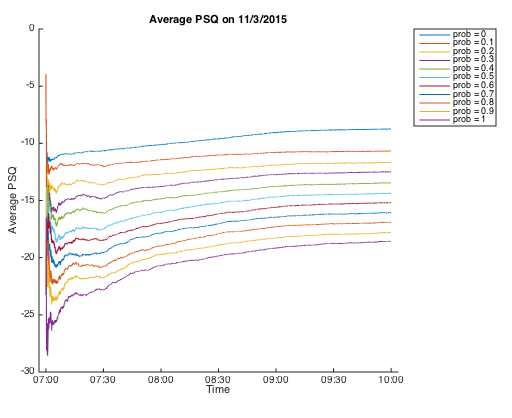 Average PSQ on 11/3/2015
0
-5
-10
-15
-20
-25
-30
Average PSQ
07:00 07:30 08:00 08:30 09:00 09:30 10:00
Time
prob = 0
prob = 0.1
prob = 0.2
prob = 0.3
prob = 0.4
prob = 0.5
prob = 0.6
prob = 0.7
prob = 0.8
prob = 0.9
prob = 1